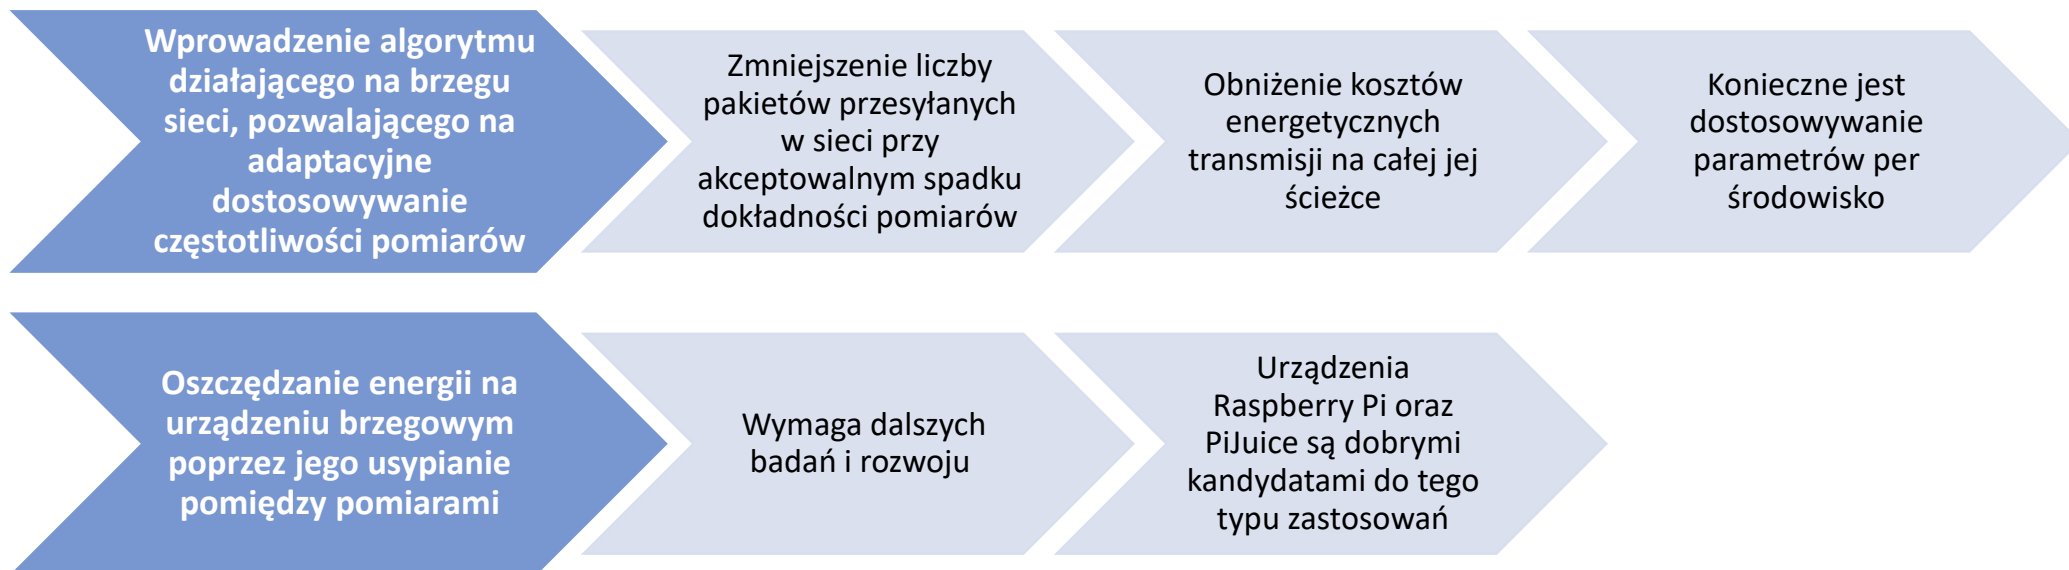 Wprowadzenie algorytmu
działającego na brzegu
sieci, pozwalającego na
adaptacyjne
dostosowywanie
częstotliwości pomiarów
Zmniejszenie liczby
pakietów przesyłanych
w sieci przy
akceptowalnym spadku
dokładności pomiarów
Obniżenie kosztów
energetycznych
transmisji na całej jej
ścieżce
Konieczne jest
dostosowywanie
parametrów per
środowisko
Oszczędzanie energii na
urządzeniu brzegowym
poprzez jego usypianie
pomiędzy pomiarami
Wymaga dalszych
badań i rozwoju
Urządzenia
Raspberry Pi oraz
PiJuice są dobrymi
kandydatami do tego
typu zastosowań